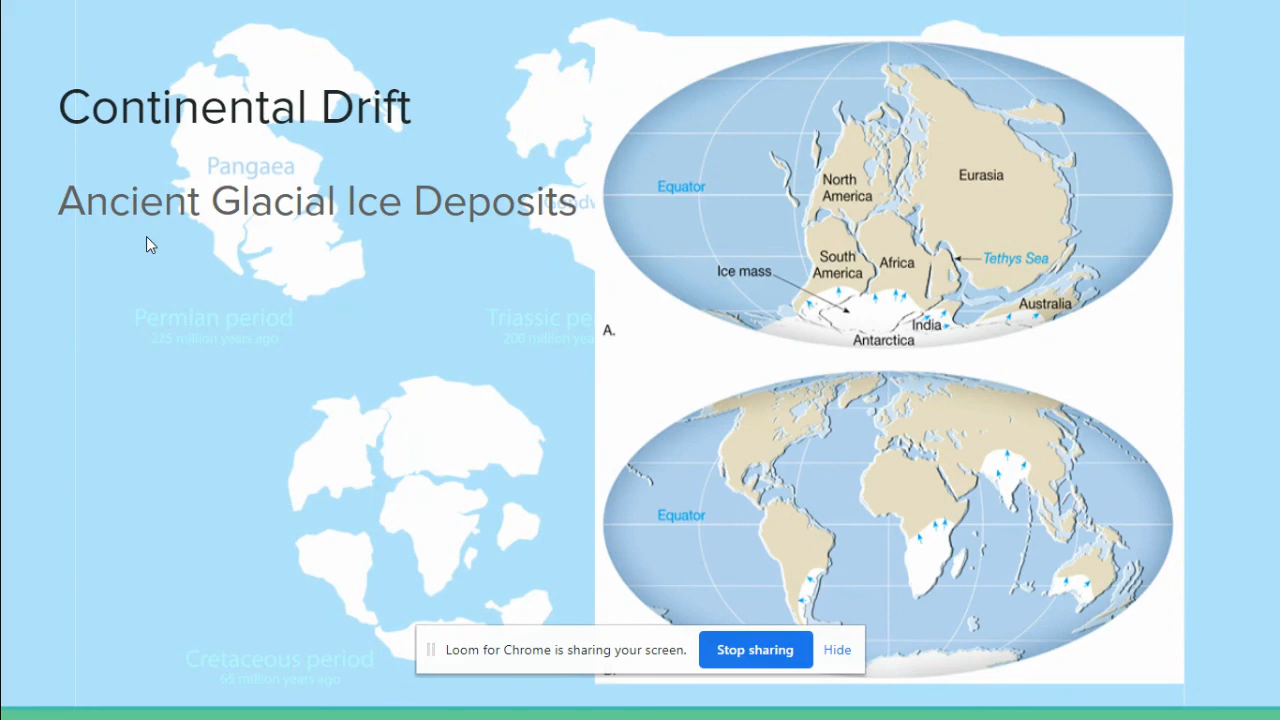 Continental Drift
Pangaea
Ancient Glacial Ice Deposits
Permian period
225 million years ago
Triassic pe
200 million yea
Cretaceous period
65 million years ago
Equator
North
America
Eurasia
South
America
Africa
Tethys Sea
Ice mass
Australia
India
Antarctica
A.
Equator
Loom for Chrome is sharing your screen.
Stop sharing
Hide